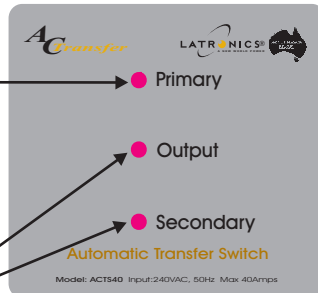 AC Transfer
LATRONICS®
Primary
Output
Secondary
Automatic Transfer Switch
Model: ACTS40 Input:240VAC, 50Hz Max 40Amps